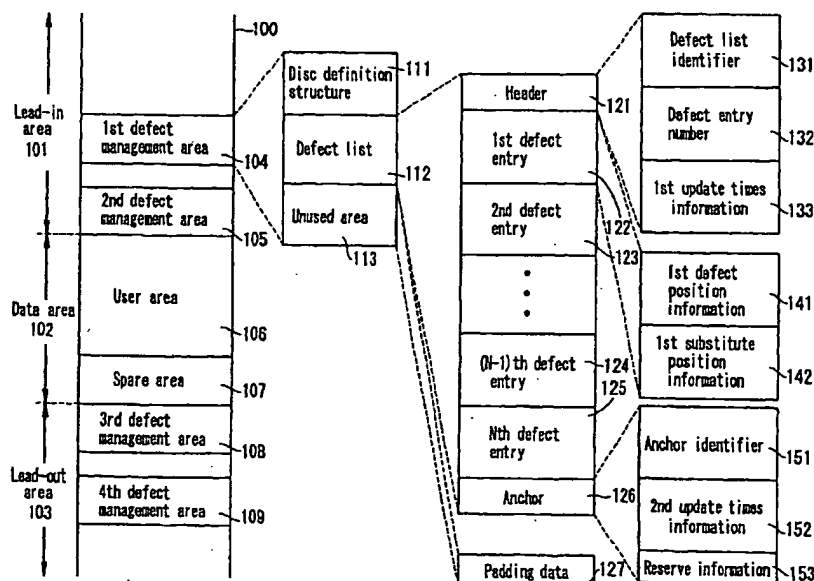 Lead-in
area
101
Data area
102
Lead-out
area
103
100
1st defect
management area
104
2nd defect
management area
105
User area
106
Spare area
107
3rd defect
management area
108
4th defect
management area
109
111
Disc definition
structure
Defect list
112
Unused area
113
Header
121
1st defect
entry
122
2nd defect
entry
123
(N-1)th defect
entry
124
125
Nth defect
entry
Anchor
126
Padding data
127
Defect list
identifier
131
Defect entry
number
132
1st update times
information
133
1st defect
position
information
141
1st substitute
position
information
142
Anchor identifier
151
2nd update times
information
152
Reserve information
153